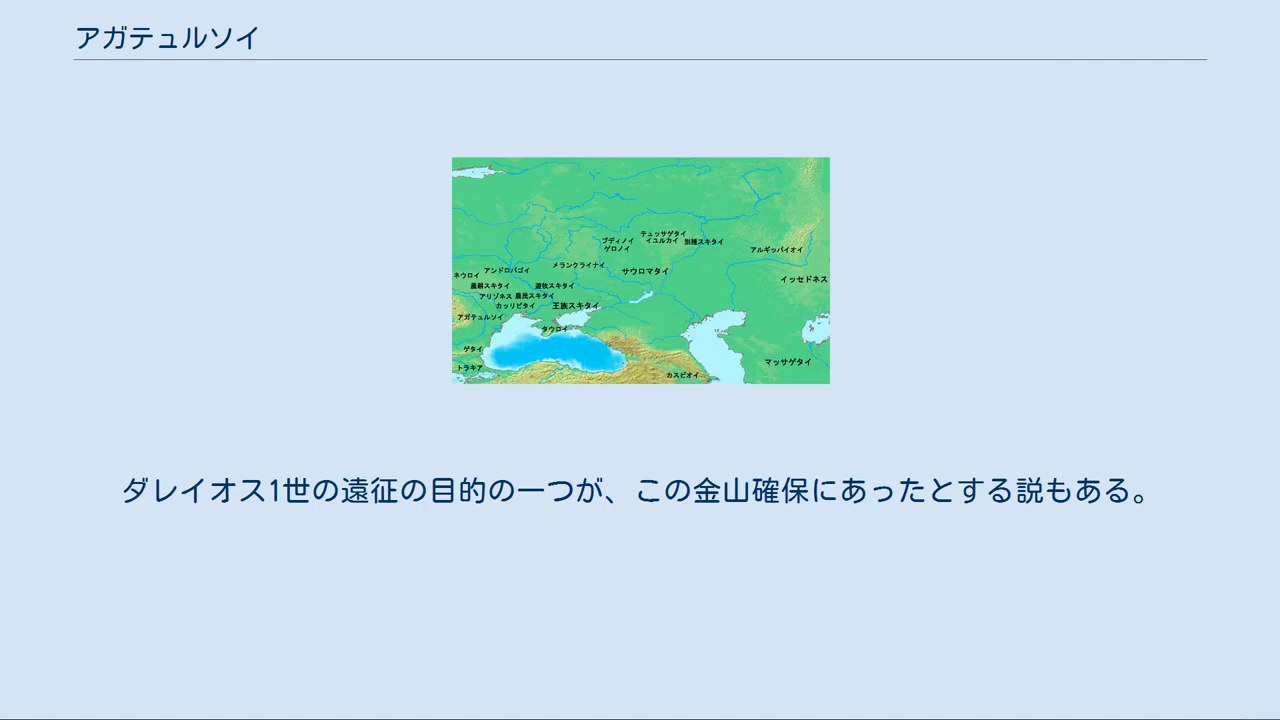 アガテュルソイ
テュッサゲタイ
ブディノイ
イユルカイ
別種スキタイ
ゲロノイ
アルギッパイオイ
メランクライナイ
アンドロパゴイ
サウロマタイ
ネウロイ
イッセドネス
農耕スキタイ
遊牧スキタイ
アリゾネス
農民スキタイ
カッリピダイ
王族スキタイ
アガテュルソイ
タウロイ
ゲタイ
マッサゲタイ
トラキア
カスピオイ
ダレイオス1世の遠征の目的の一つが、この金山確保にあったとする説もある。